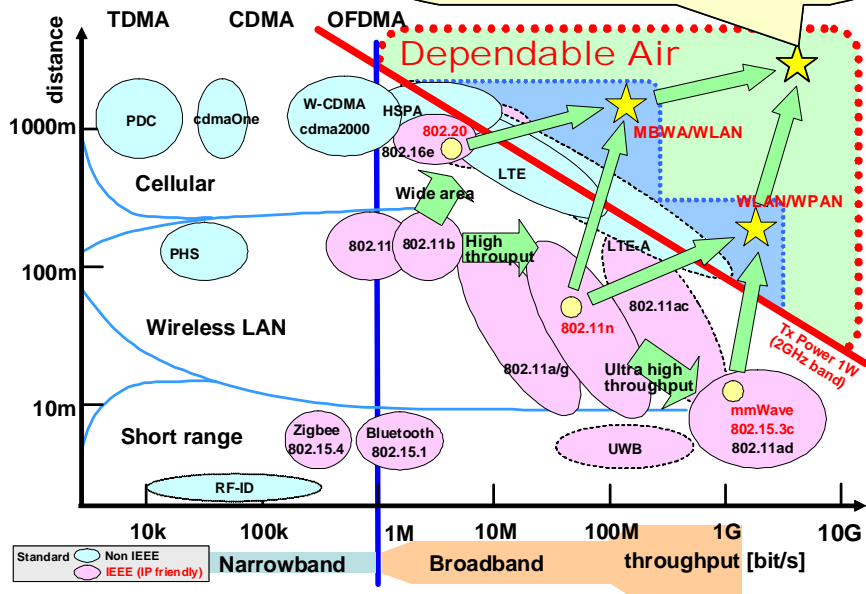 TDMA CDMA OFDMA
distance
Dependable Air
1000m
100m
10m
PDC
cdmaOne
W-CDMA
cdma2000
HSPA
802.20
802.16e
MBWA/WLAN
LTE
Cellular
Wide area
WLAN/WPAN
PHS
802.11
802.11b
High
throuput
LTE-A
802.11ac
802.11n
Wireless LAN
Tx Power 1W
(2GHz band)
802.11a/g
Ultra high
throughput
mmWave
802.15.3c
802.11ad
Short range
Zigbee
802.15.4
Bluetooth
802.15.1
UWB
RF-ID
10k 100k 1M 10M 100M 1G 10G
Standard
Non IEEE
IEEE (IP friendly)
Narrowband
Broadband
throughput [bit/s]